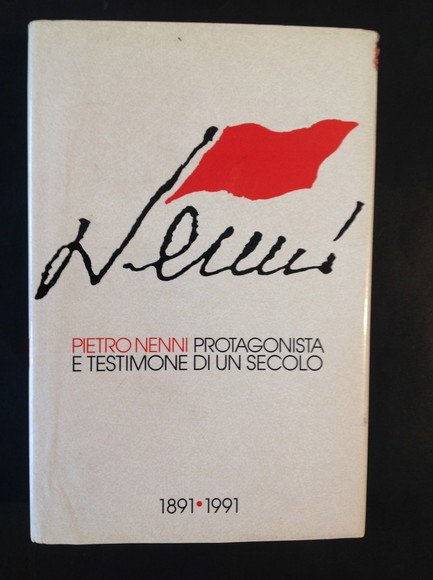 Nenni
PIETRO NENNI PROTAGONISTA
E TESTIMONE DI UN SECOLO
1891•1991